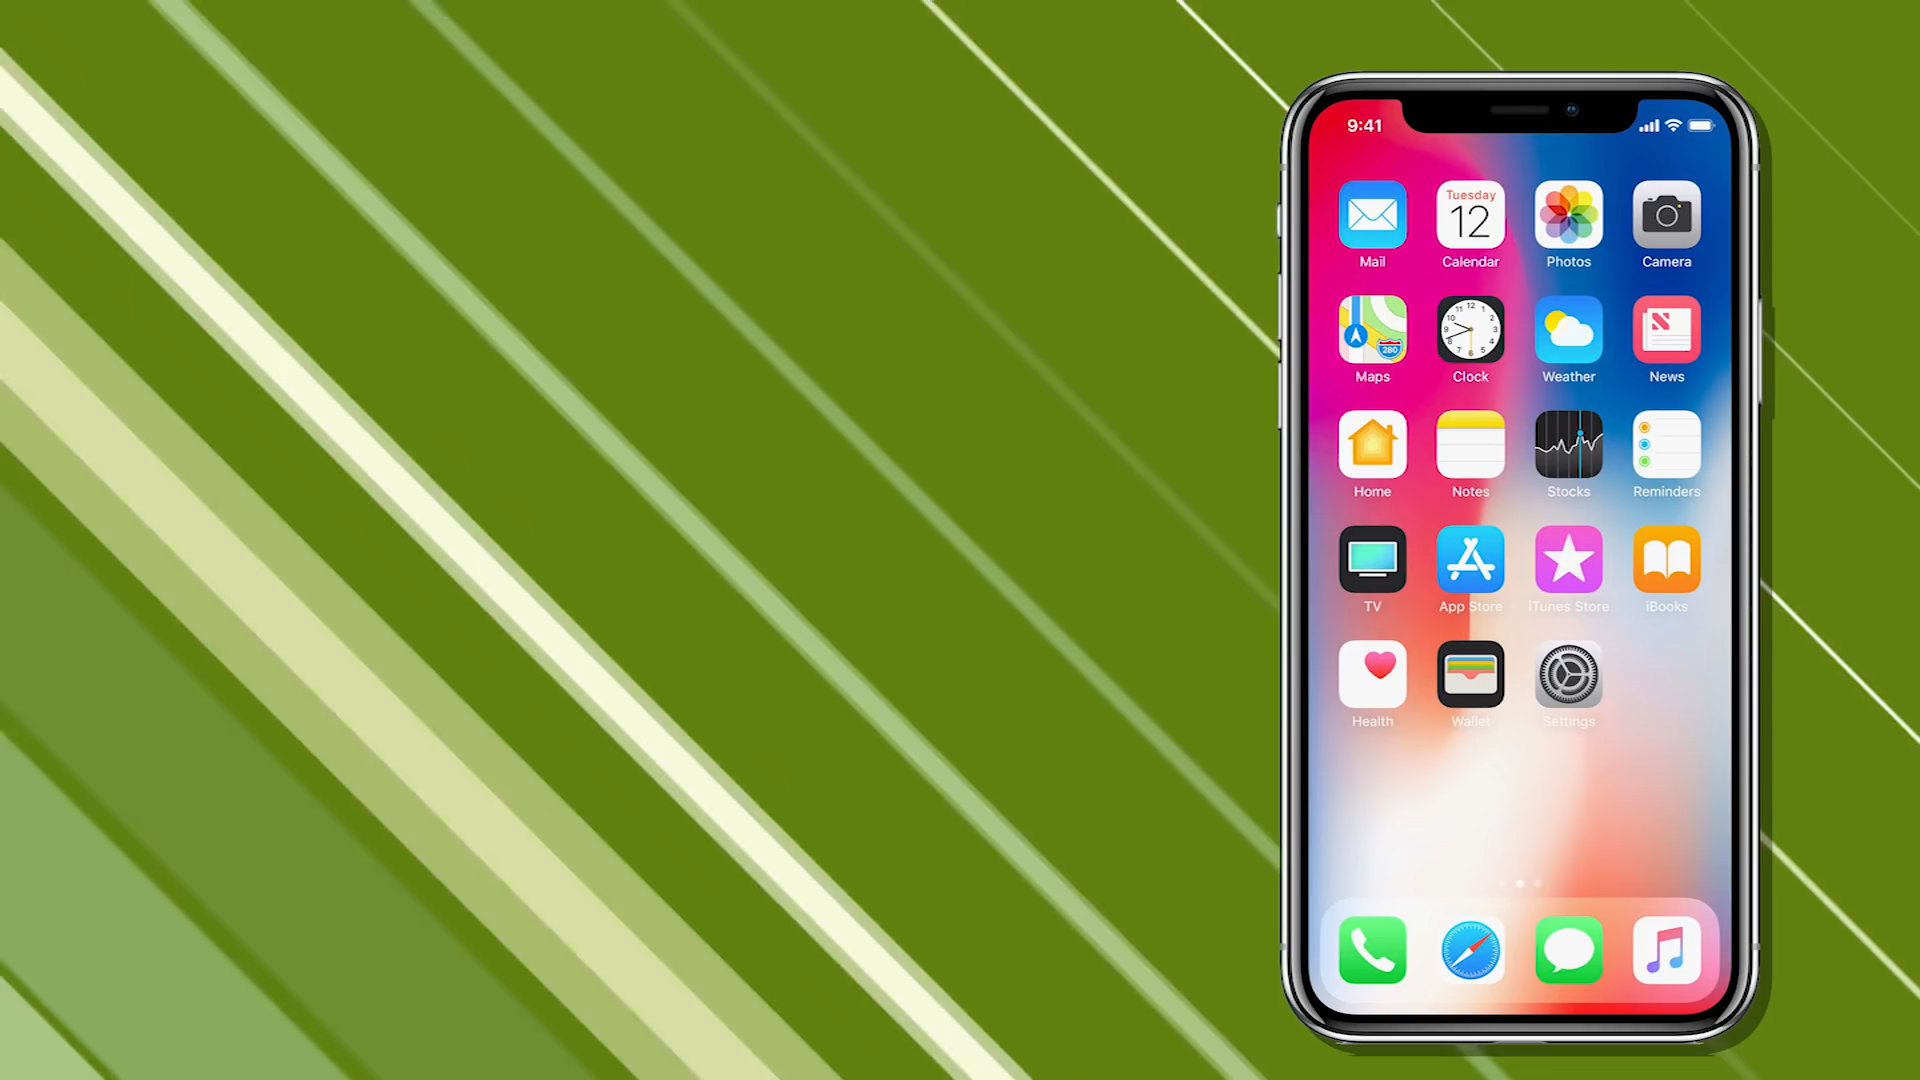 9:41
Tuesday
12
Mail Calendar Photos Camera
280
Maps Clock Weather News
Home Notes Stocks Reminders
TV App Store iTunes Store iBooks
Health Wallet Settings